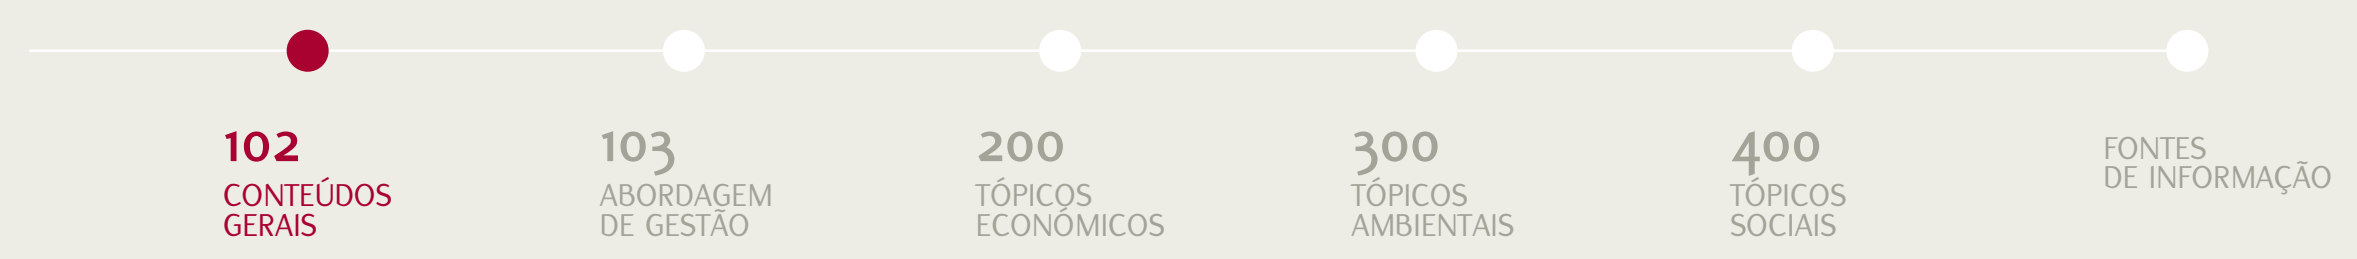 102
CONTEÚDOS
GERAIS
103
ABORDAGEM
DE GESTÃO
200
TÓPICOS
ECONÓMICOS
300
TÓPICOS
AMBIENTAIS
400
TÓPICOS
SOCIAIS
FONTES
DE INFORMAÇÃO